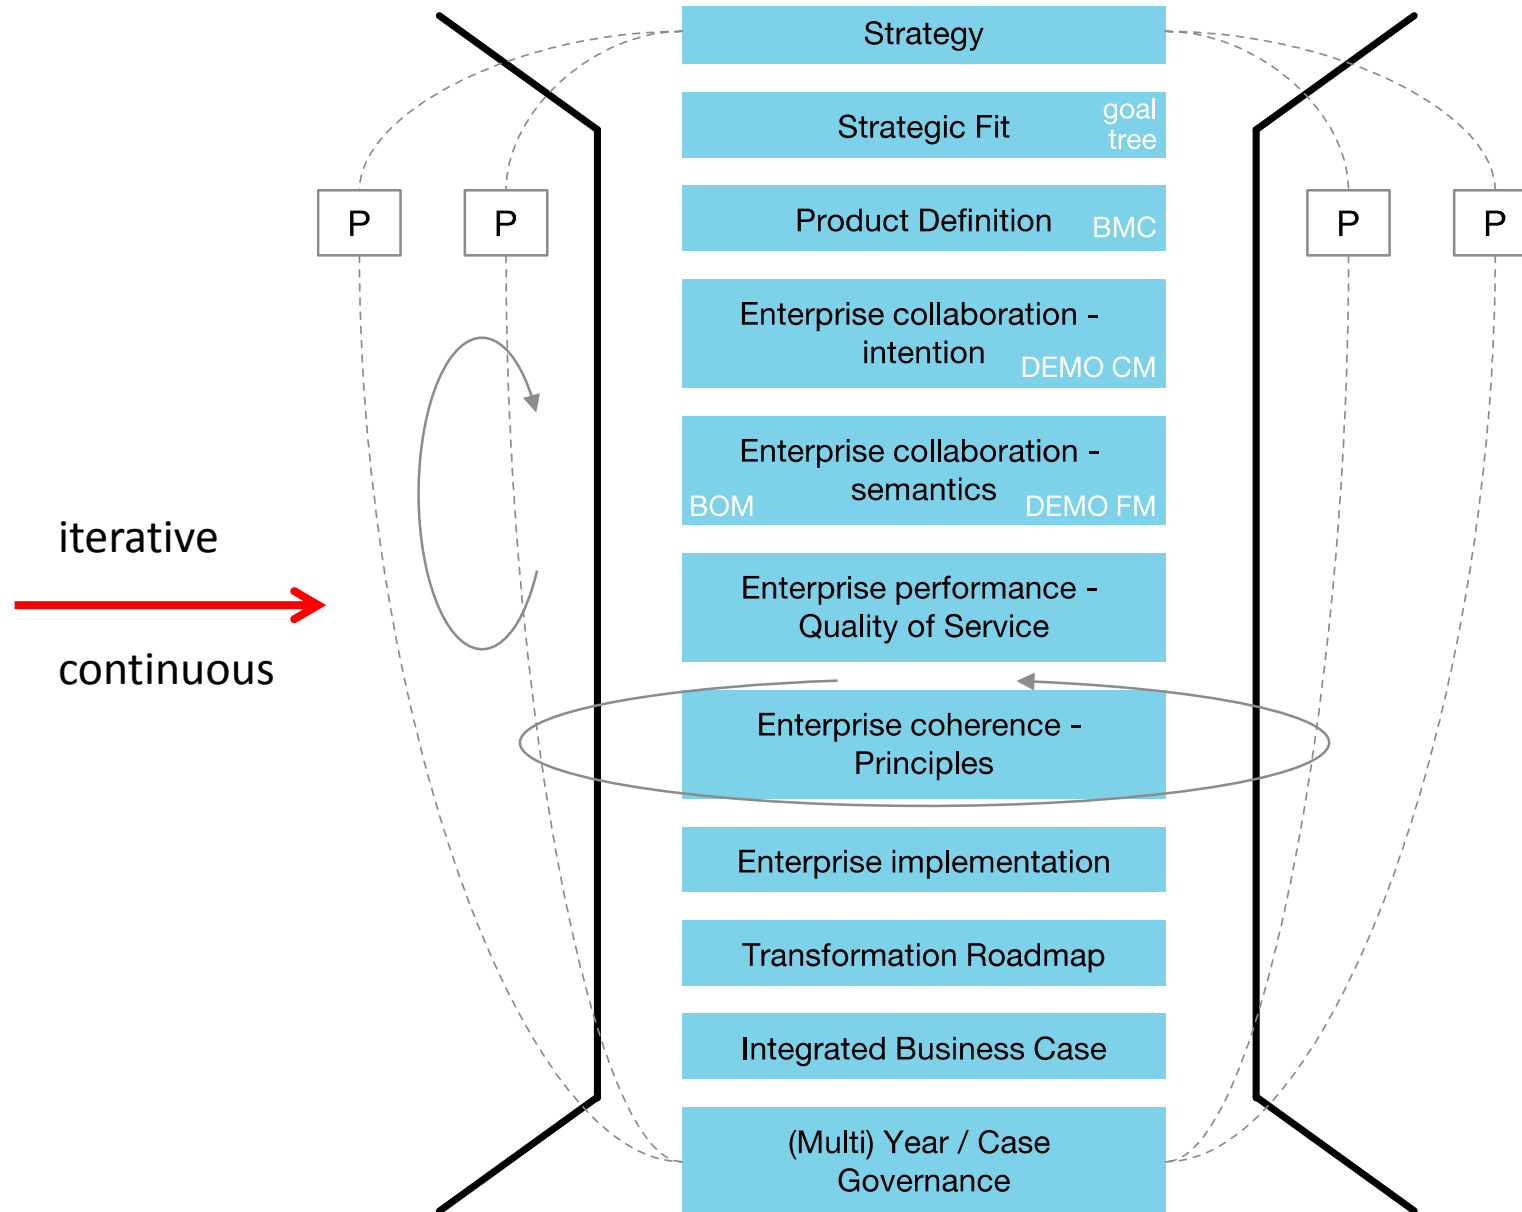 Strategy
Strategic Fit
goal
tree
P
P
Product Definition
BMC
P
P
Enterprise collaboration -
intention
DEMO CM
Enterprise collaboration -
semantics
BOM
DEMO FM
iterative
continuous
Enterprise performance -
Quality of Service
Enterprise coherence -
Principles
Enterprise implementation
Transformation Roadmap
Integrated Business Case
(Multi) Year / Case
Governance